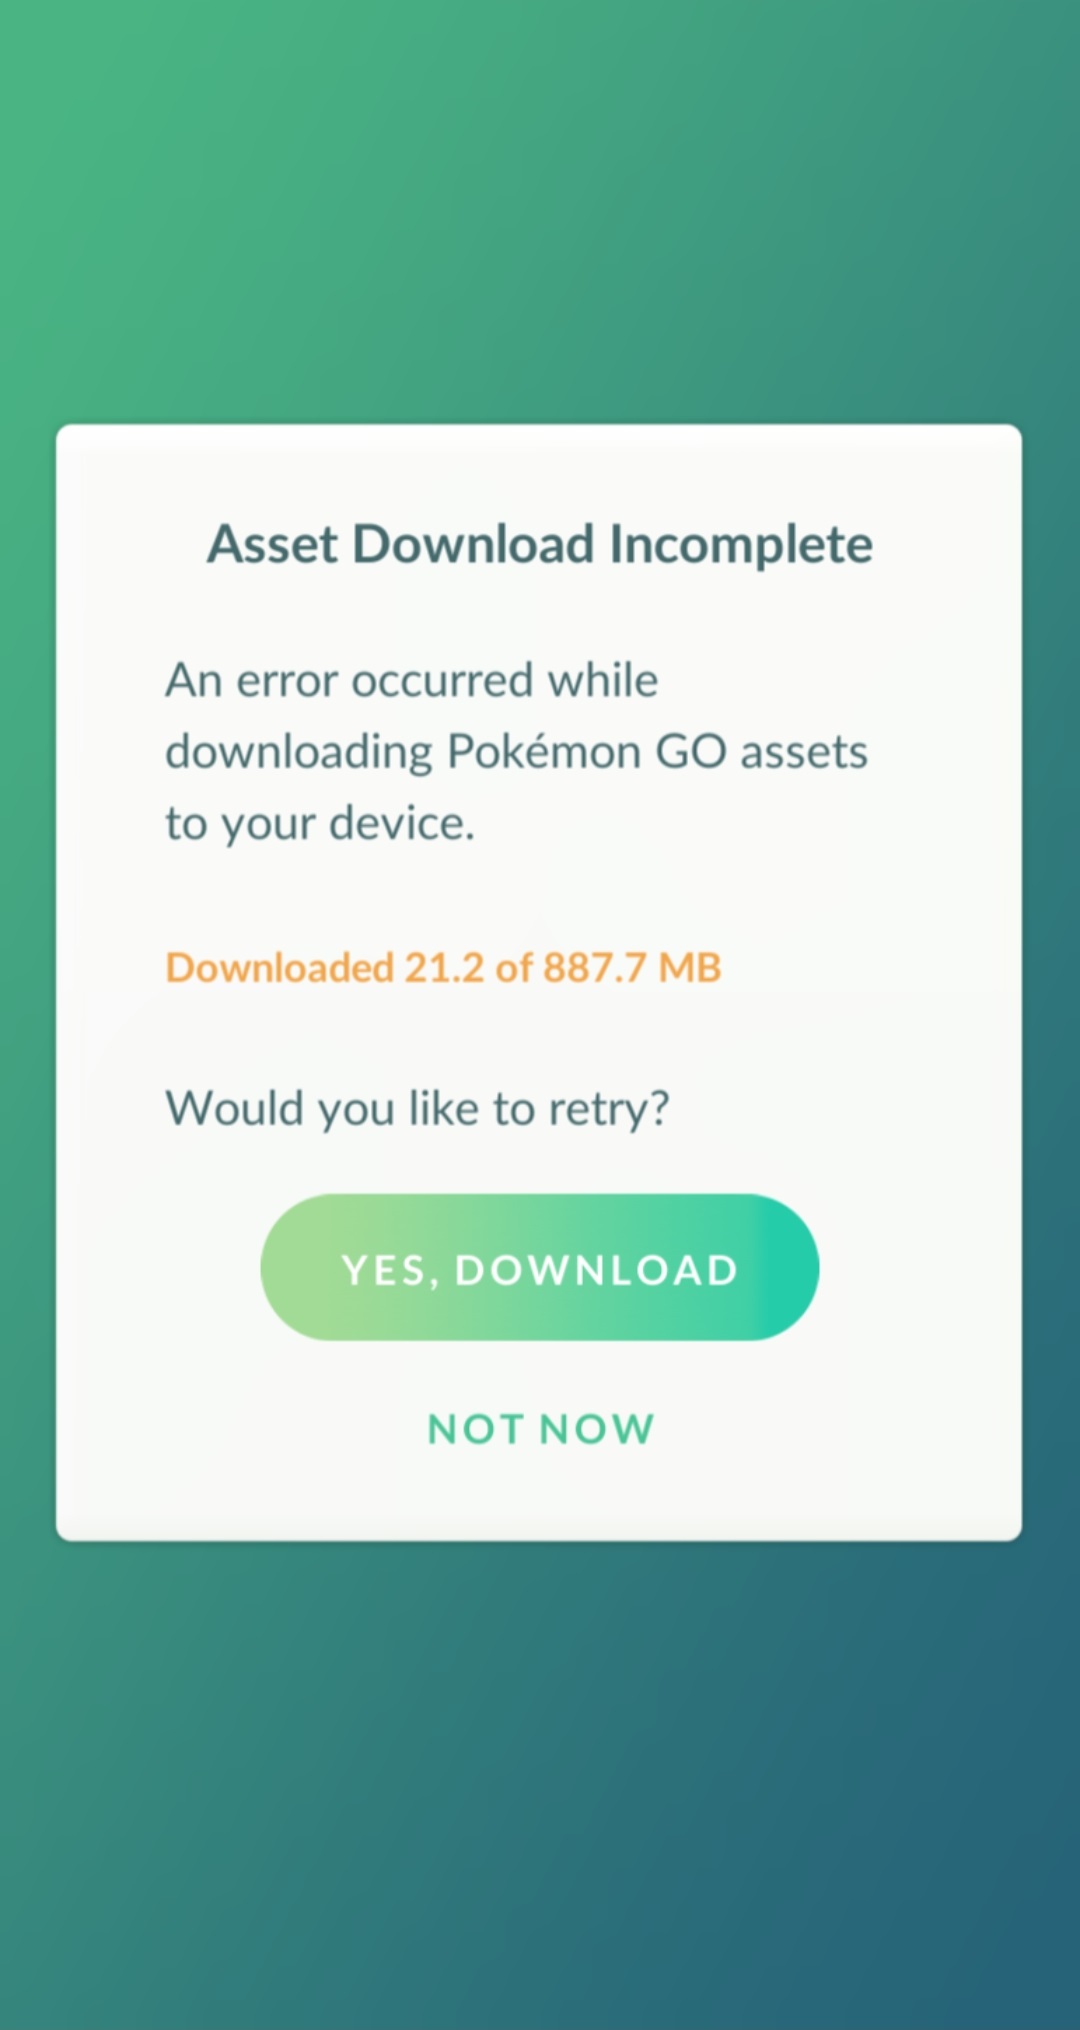 Asset Download Incomplete
An error occurred while
downloading Pokémon GO assets
to your device.
Downloaded 21.2 of 887.7 MB
Would you like to retry?
YES, DOWNLOAD
NOT NOW